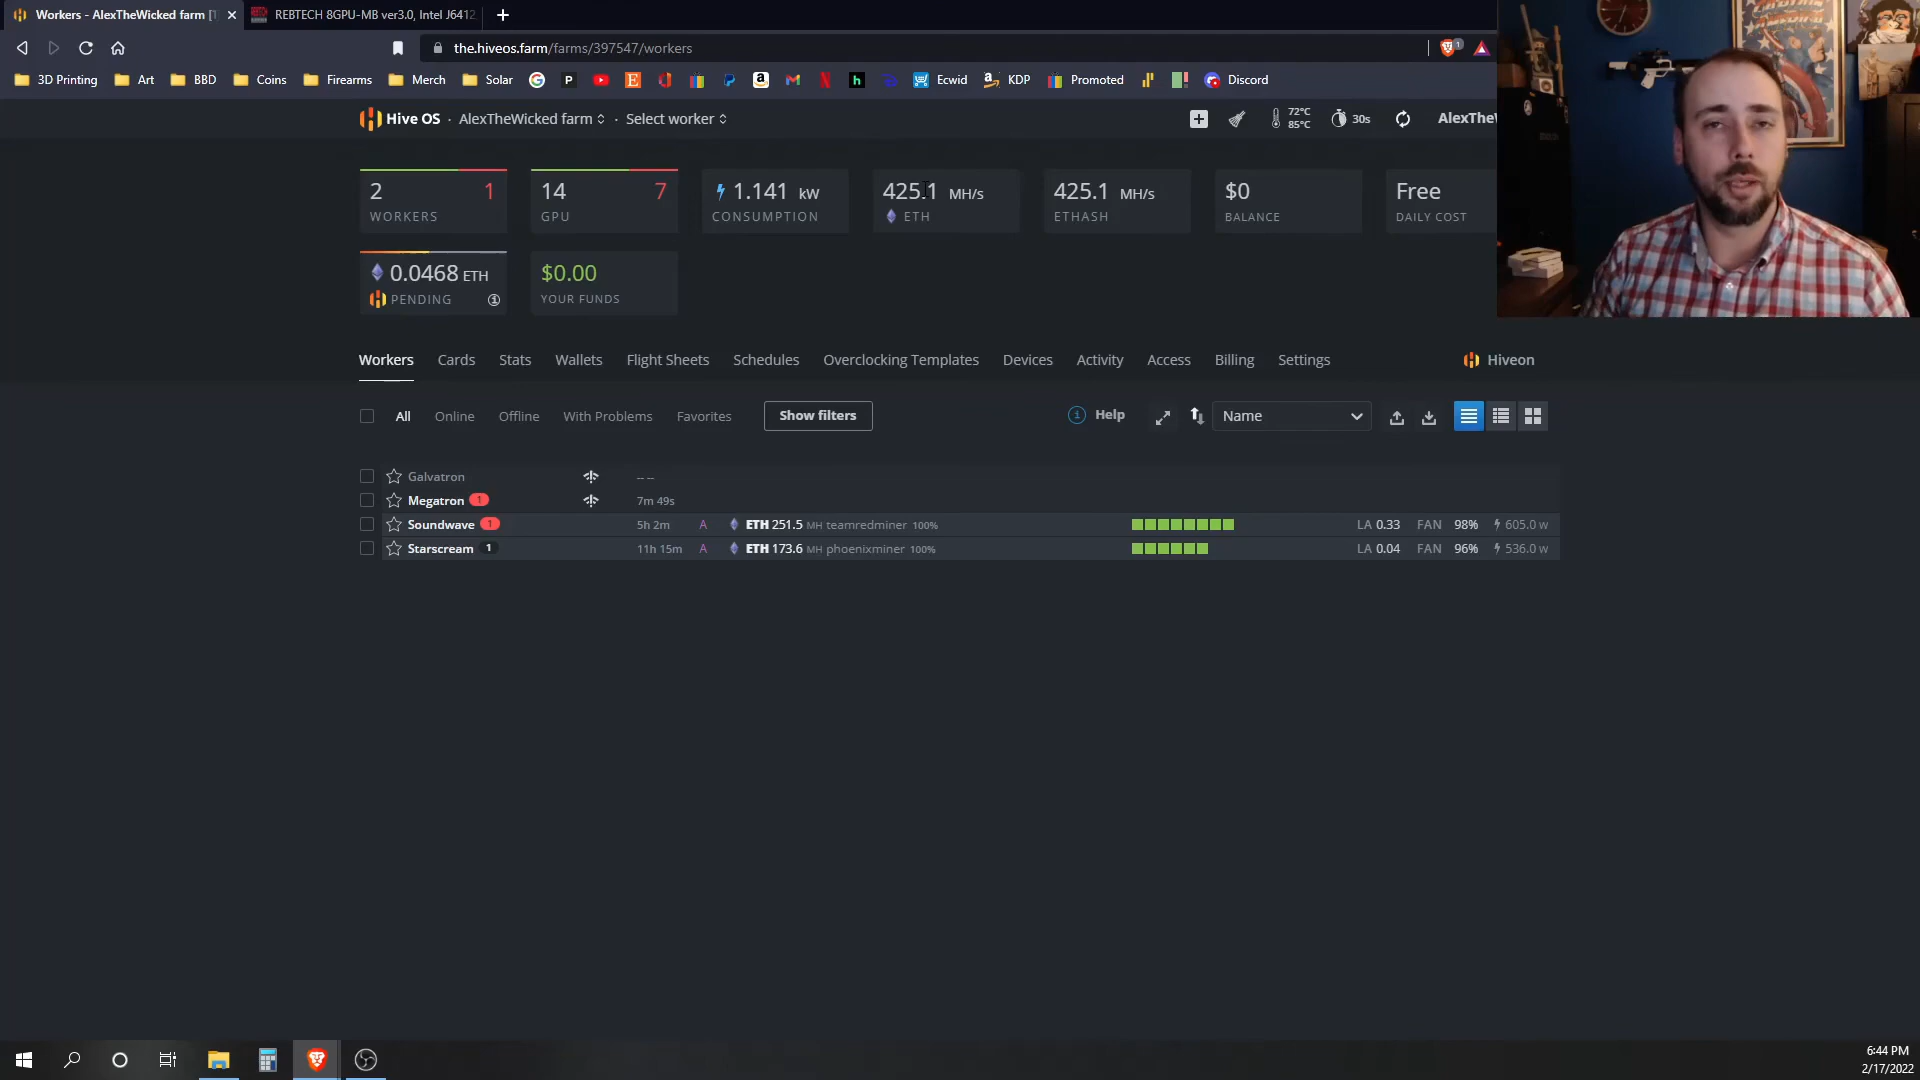 Workers - AlexTheWicked farm [1
REBTECH 8GPU-MB ver3.0, Intel J6412
the.hiveos.farm/farms/397547/workers
1
3D Printing
Art
BBD
Coins
Firearms
Merch
Solar
Ecwid
KDP
Promoted
Discord
Hive OS · AlexTheWicked farm · Select worker
72°C
85°C
30s
AlexTheW
2 1
WORKERS
14 7
GPU
1.141 kW
CONSUMPTION
425.1 MH/s
ETH
425.1 MH/s
ETHASH
$0
BALANCE
Free
DAILY COST
0.0468 ETH
PENDING
$0.00
YOUR FUNDS
Workers Cards Stats Wallets Flight Sheets Schedules Overclocking Templates Devices Activity Access Billing Settings Hiveon
All Online Offline With Problems Favorites Show filters Help Name
Galvatron -- --
Megatron 1 7m 49s
Soundwave 1 5h 2m A ETH 251.5 MH teamredminer 100% LA 0.33 FAN 98% 605.0 w
Starscream 1 11h 15m A ETH 173.6 MH phoenixminer 100% LA 0.04 FAN 96% 536.0 w
6:44 PM
2/17/2022